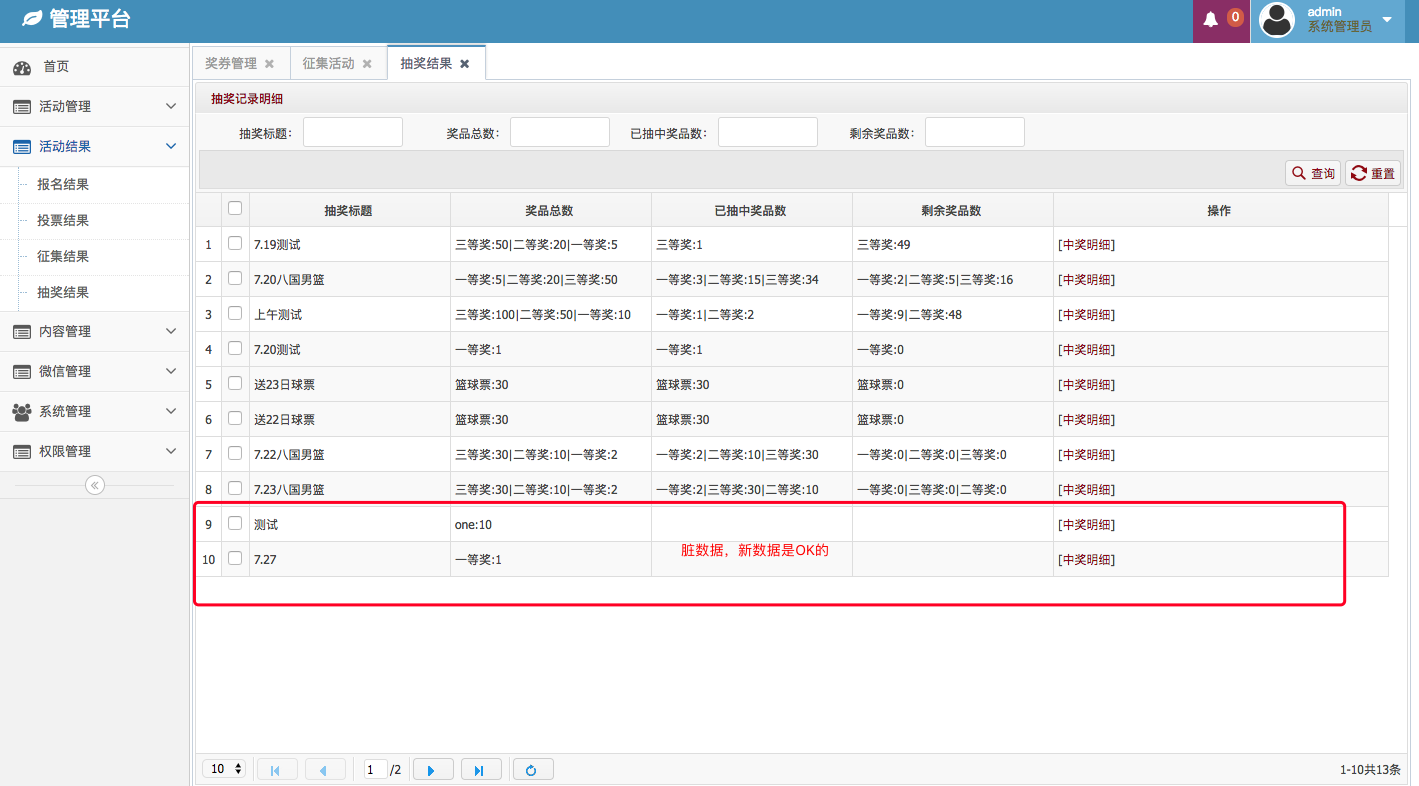 管理平台
0
admin
系统管理员
首页
活动管理
活动结果
报名结果
投票结果
征集结果
抽奖结果
内容管理
微信管理
系统管理
权限管理
奖券管理 征集活动 抽奖结果
抽奖记录明细
抽奖标题: 奖品总数: 已抽中奖品数: 剩余奖品数:
查询 重置
抽奖标题 奖品总数 已抽中奖品数 剩余奖品数 操作
1 7.19测试 三等奖:50|二等奖:20|一等奖:5 三等奖:1 三等奖:49 [中奖明细]
2 7.20八国男篮 一等奖:5|二等奖:20|三等奖:50 一等奖:3|二等奖:15|三等奖:34 一等奖:2|二等奖:5|三等奖:16 [中奖明细]
3 上午测试 三等奖:100|二等奖:50|一等奖:10 一等奖:1|二等奖:2 一等奖:9|二等奖:48 [中奖明细]
4 7.20测试 一等奖:1 一等奖:1 一等奖:0 [中奖明细]
5 送23日球票 篮球票:30 篮球票:30 篮球票:0 [中奖明细]
6 送22日球票 篮球票:30 篮球票:30 篮球票:0 [中奖明细]
7 7.22八国男篮 三等奖:30|二等奖:10|一等奖:2 一等奖:2|二等奖:10|三等奖:30 一等奖:0|二等奖:0|三等奖:0 [中奖明细]
8 7.23八国男篮 三等奖:30|二等奖:10|一等奖:2 一等奖:2|三等奖:30|二等奖:10 一等奖:0|三等奖:0|二等奖:0 [中奖明细]
9 测试 one:10 [中奖明细]
脏数据，新数据是OK的
10 7.27 一等奖:1 [中奖明细]
10 1 /2 1-10共13条